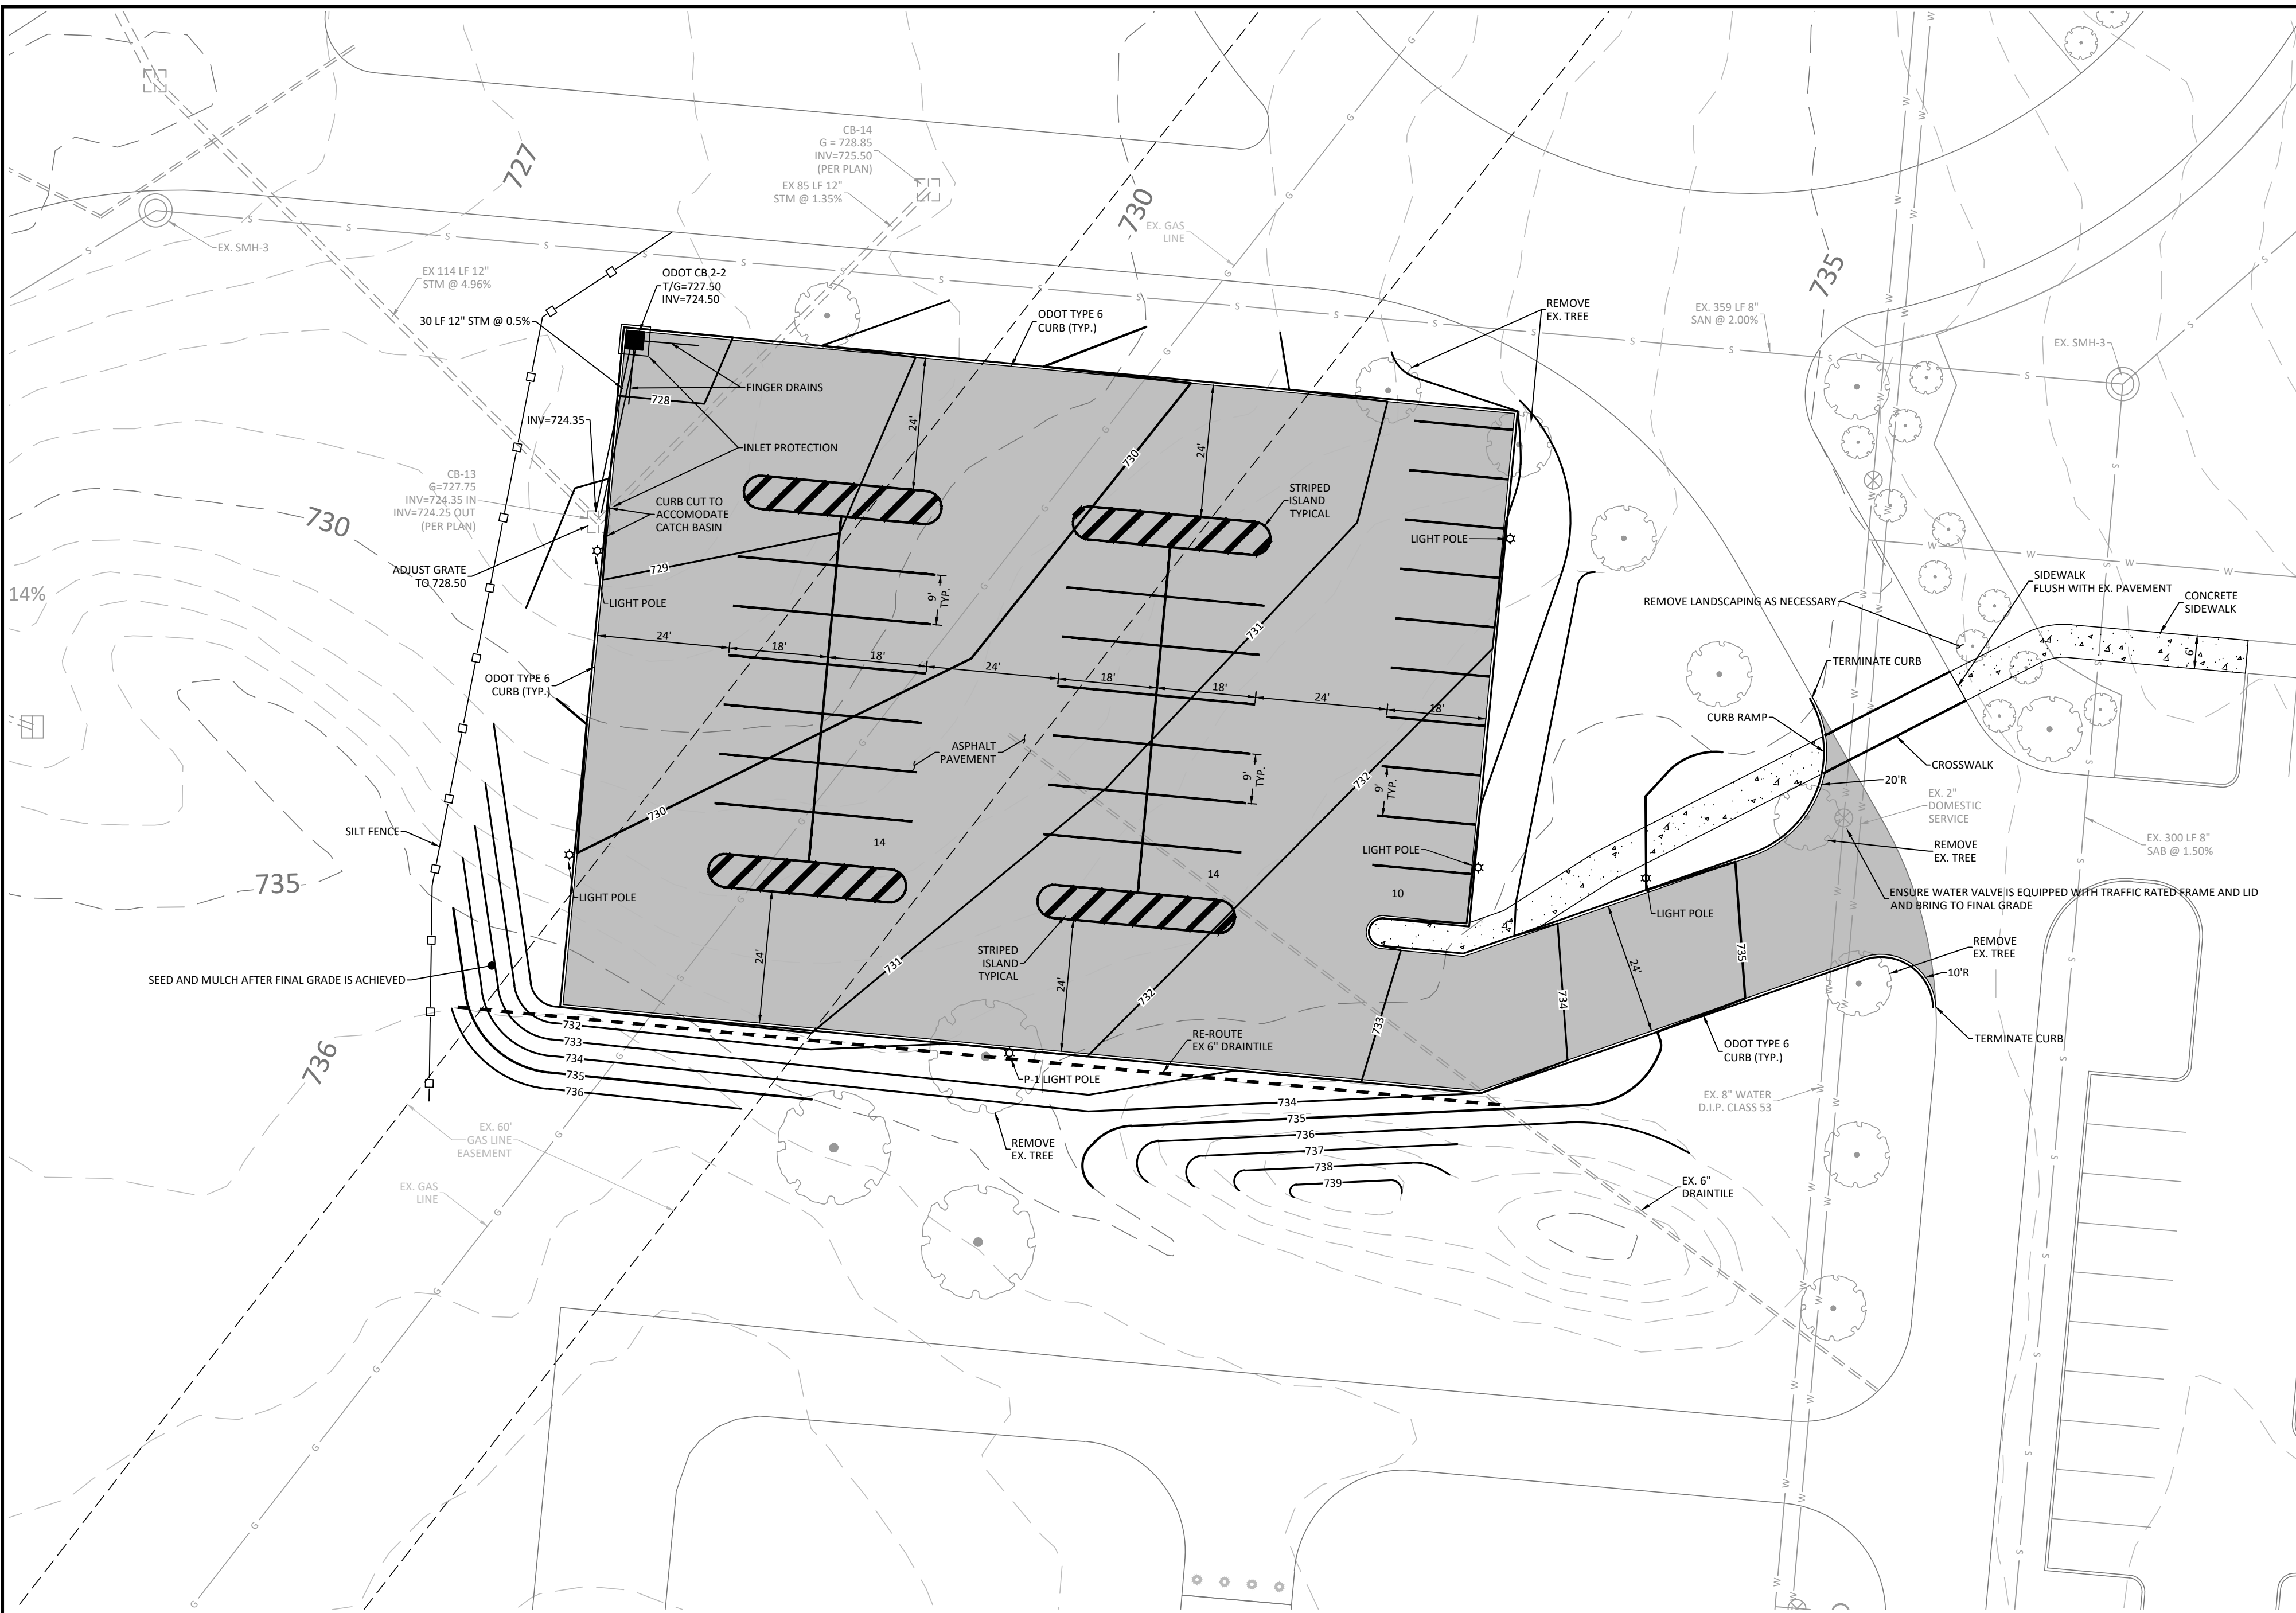 CB-14
G = 728.85
INV=725.50
(PER PLAN)
EX 85 LF 12"
STM @ 1.35%
727
730
EX. GAS
LINE
735
EX. SMH-3
EX 114 LF 12"
STM @ 4.96%
ODOT CB 2-2
T/G=727.50
INV=724.50
30 LF 12" STM @ 0.5%
ODOT TYPE 6
CURB (TYP.)
REMOVE
EX. TREE
EX. 359 LF 8"
SAN @ 2.00%
EX. SMH-3
FINGER DRAINS
728
INV=724.35
INLET PROTECTION
24'
24'
730
CB-13
G=727.75
INV=724.35 IN
INV=724.25 OUT
(PER PLAN)
CURB CUT TO
ACCOMODATE
CATCH BASIN
STRIPED
ISLAND
TYPICAL
730
LIGHT POLE
ADJUST GRATE
TO 728.50
729
14%
LIGHT POLE
9'
TYP.
SIDEWALK
FLUSH WITH EX. PAVEMENT
CONCRETE
SIDEWALK
REMOVE LANDSCAPING AS NECESSARY
6'
24'
18'
18'
24'
18'
18'
24'
18'
731
TERMINATE CURB
ODOT TYPE 6
CURB (TYP.)
CURB RAMP
ASPHALT
PAVEMENT
CROSSWALK
9'
TYP.
9'
TYP.
732
20'R
EX. 2"
DOMESTIC
SERVICE
730
SILT FENCE
14
LIGHT POLE
REMOVE
EX. TREE
EX. 300 LF 8"
SAB @ 1.50%
735
14
10
LIGHT POLE
LIGHT POLE
ENSURE WATER VALVE IS EQUIPPED WITH TRAFFIC RATED FRAME AND LID
AND BRING TO FINAL GRADE
STRIPED
ISLAND
TYPICAL
24'
24'
731
732
733
734
735
24'
REMOVE
EX. TREE
10'R
SEED AND MULCH AFTER FINAL GRADE IS ACHIEVED
736
732
733
734
735
736
RE-ROUTE
EX 6" DRAINTILE
P-1 LIGHT POLE
ODOT TYPE 6
CURB (TYP.)
TERMINATE CURB
EX. 8" WATER
D.I.P. CLASS 53
EX. 60'
GAS LINE
EASEMENT
REMOVE
EX. TREE
734
735
736
737
738
739
EX. GAS
LINE
EX. 6"
DRAINTILE